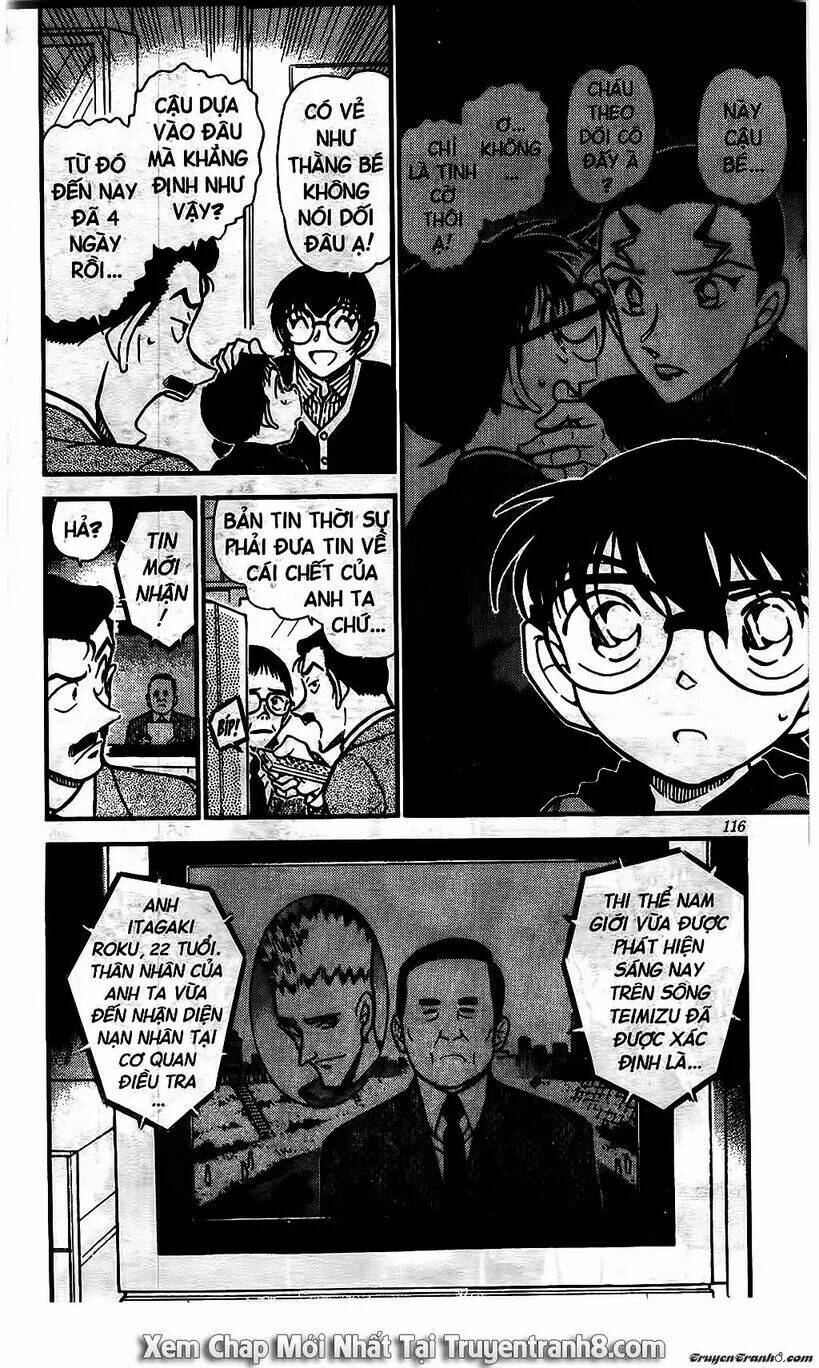 NÀY
CẬU
BÉ...
CHÁU
THEO
DÕI CÔ
ĐẤY À
?
Ơ...
KHÔNG
...
CHỈ
LÀ TÌNH
CỜ
THÔI
Ạ!
CÓ VẺ
NHƯ
THẰNG BÉ
KHÔNG
NÓI DỐI
ĐÂU Ạ!
CẬU DỰA
VÀO ĐÂU
MÀ KHẲNG
ĐỊNH NHƯ
VẬY?
TỪ ĐÓ
ĐẾN NAY
ĐÃ 4
NGÀY
RỒI...
BẢN TIN THỜI SỰ
PHẢI ĐƯA TIN VỀ
CÁI CHẾT CỦA
ANH TA
CHỨ...
BÍP!
TIN
MỚI
NHẬN
!
HẢ?
116
THI THỂ NAM
GIỚI VỪA ĐƯỢC
PHÁT HIỆN
SÁNG NAY
TRÊN SÔNG
TEIMIZU ĐÃ
ĐƯỢC XÁC
ĐỊNH LÀ...
ANH
ITAGAKI
ROKU, 22 TUỔI.
THÂN NHÂN CỦA
ANH TA VỪA
ĐẾN NHẬN DIỆN
NẠN NHÂN TẠI
CƠ QUAN
ĐIỀU TRA
...
Xem Chap Mới Nhất Tại Truyentranh8.com
TruyenTranh8.com